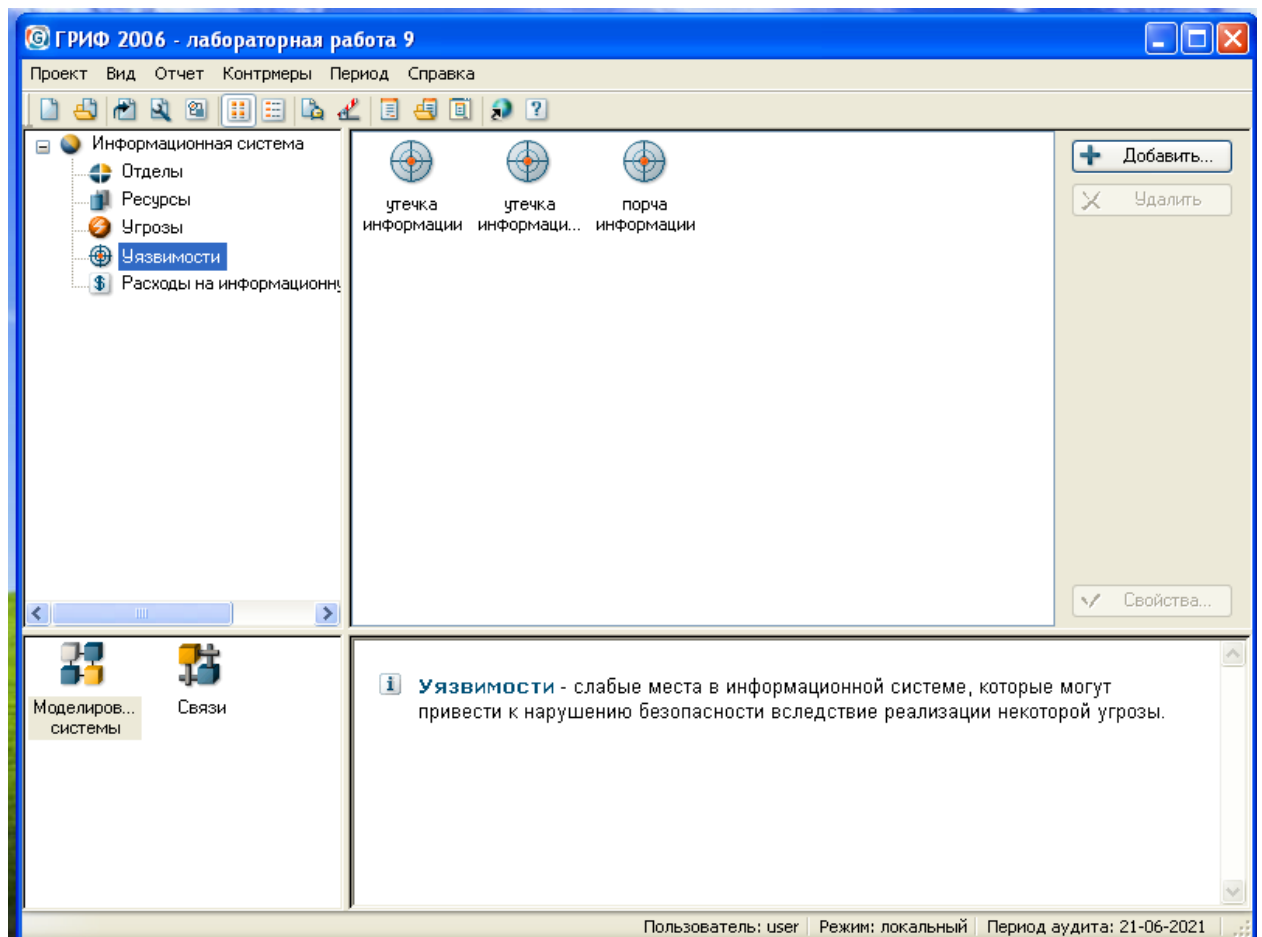 ГРИФ 2006 - лабораторная работа 9
Проект Вид Отчет Контрмеры Период Справка
Информационная система
Отделы
Ресурсы
Угрозы
Уязвимости
Расходы на информационну
утечка
информации
утечка
информаци...
порча
информации
Добавить...
Удалить
Свойства...
Моделиров...
системы
Связи
Уязвимости - слабые места в информационной системе, которые могут
привести к нарушению безопасности вследствие реализации некоторой угрозы.
Пользователь: user Режим: локальный Период аудита: 21-06-2021